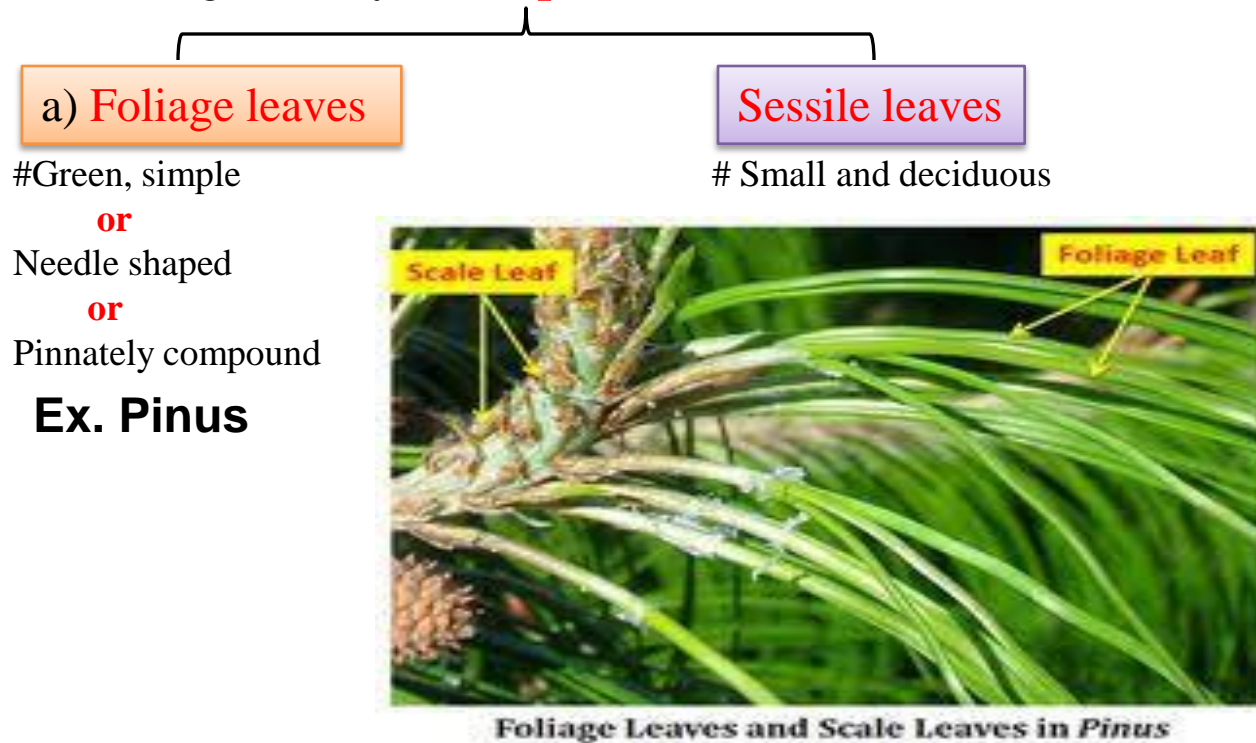 a) Foliage leaves
Sessile leaves
#Green, simple
or
Needle shaped
or
Pinnately compound
Ex. Pinus
# Small and deciduous
Scale Leaf
Foliage Leaf
Foliage Leaves and Scale Leaves in Pinus